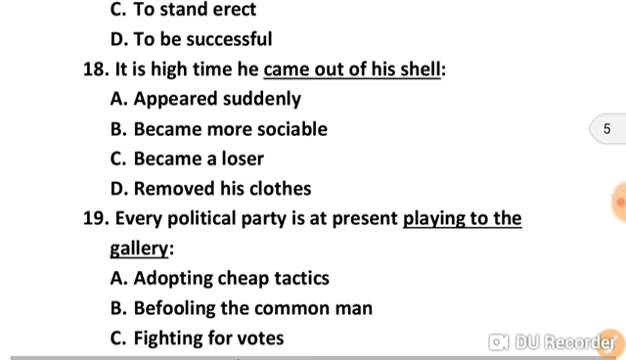 C. To stand erect
D. To be successful
18. It is high time he came out of his shell:
A. Appeared suddenly
B. Became more sociable
C. Became a loser
D. Removed his clothes
19. Every political party is at present playing to the
gallery:
A. Adopting cheap tactics
B. Befooling the common man
C. Fighting for votes
5
DU Recorder